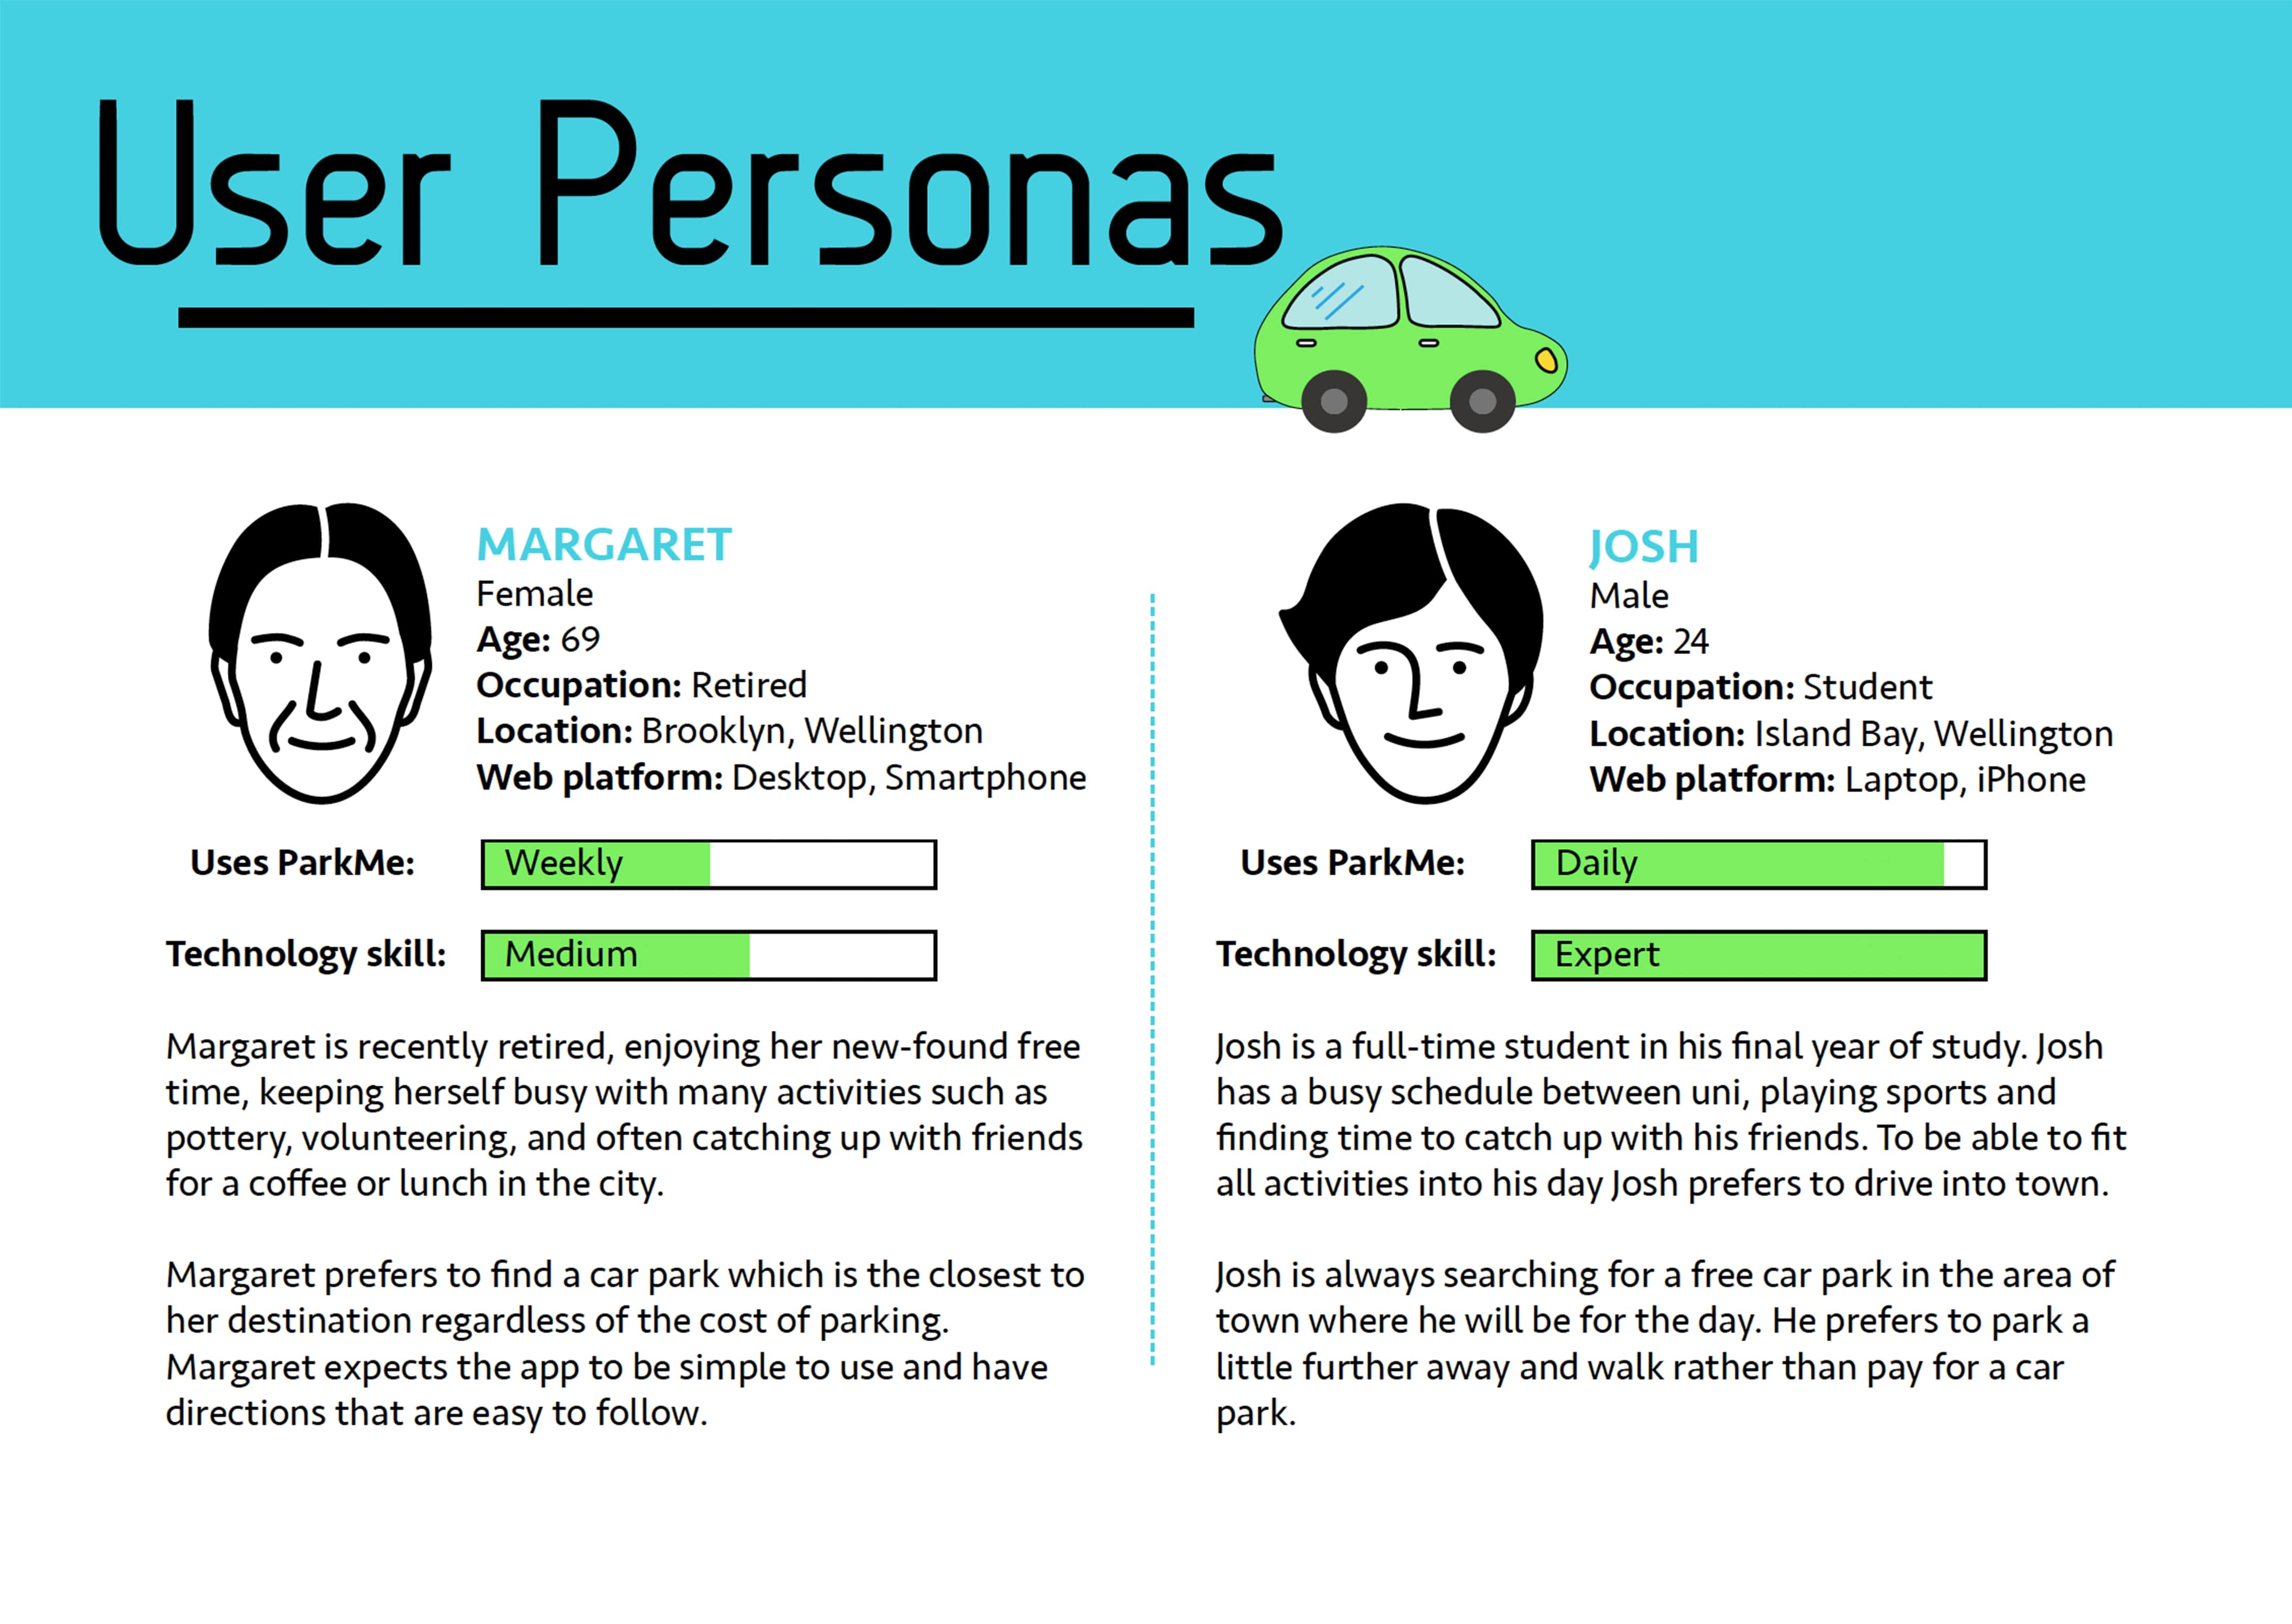 User Personas
MARGARET
Female
Age: 69
Occupation: Retired
Location: Brooklyn, Wellington
Web platform: Desktop, Smartphone
Uses ParkMe: Weekly
Technology skill: Medium
Margaret is recently retired, enjoying her new-found free
time, keeping herself busy with many activities such as
pottery, volunteering, and often catching up with friends
for a coffee or lunch in the city.
Margaret prefers to find a car park which is the closest to
her destination regardless of the cost of parking.
Margaret expects the app to be simple to use and have
directions that are easy to follow.
JOSH
Male
Age: 24
Occupation: Student
Location: Island Bay, Wellington
Web platform: Laptop, iPhone
Uses ParkMe: Daily
Technology skill: Expert
Josh is a full-time student in his final year of study. Josh
has a busy schedule between uni, playing sports and
finding time to catch up with his friends. To be able to fit
all activities into his day Josh prefers to drive into town.
Josh is always searching for a free car park in the area of
town where he will be for the day. He prefers to park a
little further away and walk rather than pay for a car
park.